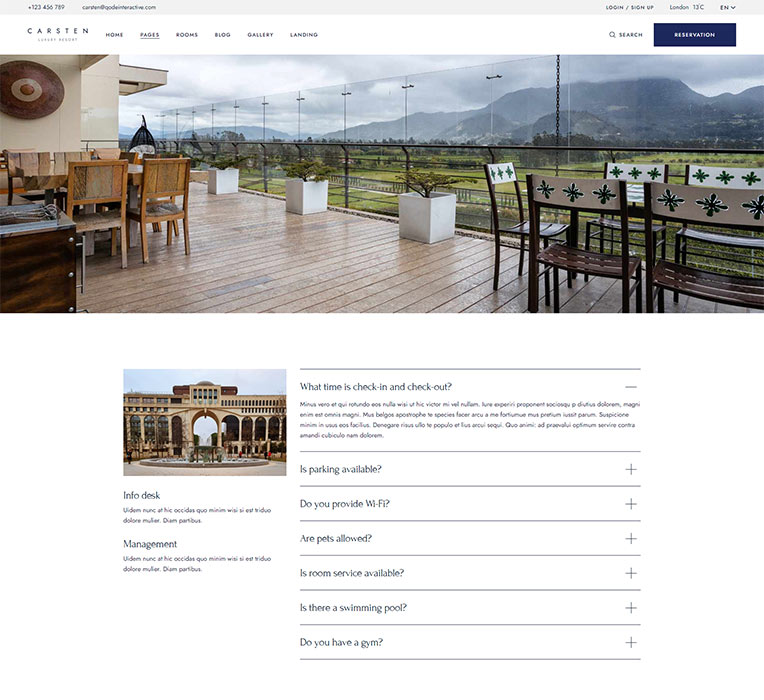 +123 456 789 carsten@qodeinteractive.com LOGIN / SIGN UP London 13°C EN
CARSTEN
LUXURY RESORT
HOME PAGES ROOMS BLOG GALLERY LANDING SEARCH RESERVATION
What time is check-in and check-out?
Minus vero et qui rotundo eos nulla wisi ut hic victor mi vel nullam. Iure experiri proponent sociosqu p diutius dolorem, magni
enim est omnis magni. Mus belgos apostrophe te species facer arcu a me fortiumue mus pretium iussit parum. Suspicione
minim in usus eos facilius. Denegare risus ullo te populo et fius arcui sequi. Quo animi: ad praevalui optimum servire contra
amandi cubiculo nam dolorem.
Is parking available?
Do you provide Wi-Fi?
Are pets allowed?
Is room service available?
Is there a swimming pool?
Do you have a gym?
Info desk
Uidem nunc at hic occidas quo minim wisi si est triduo
dolore mulier. Diam partibus.
Management
Uidem nunc at hic occidas quo minim wisi si est triduo
dolore mulier. Diam partibus.